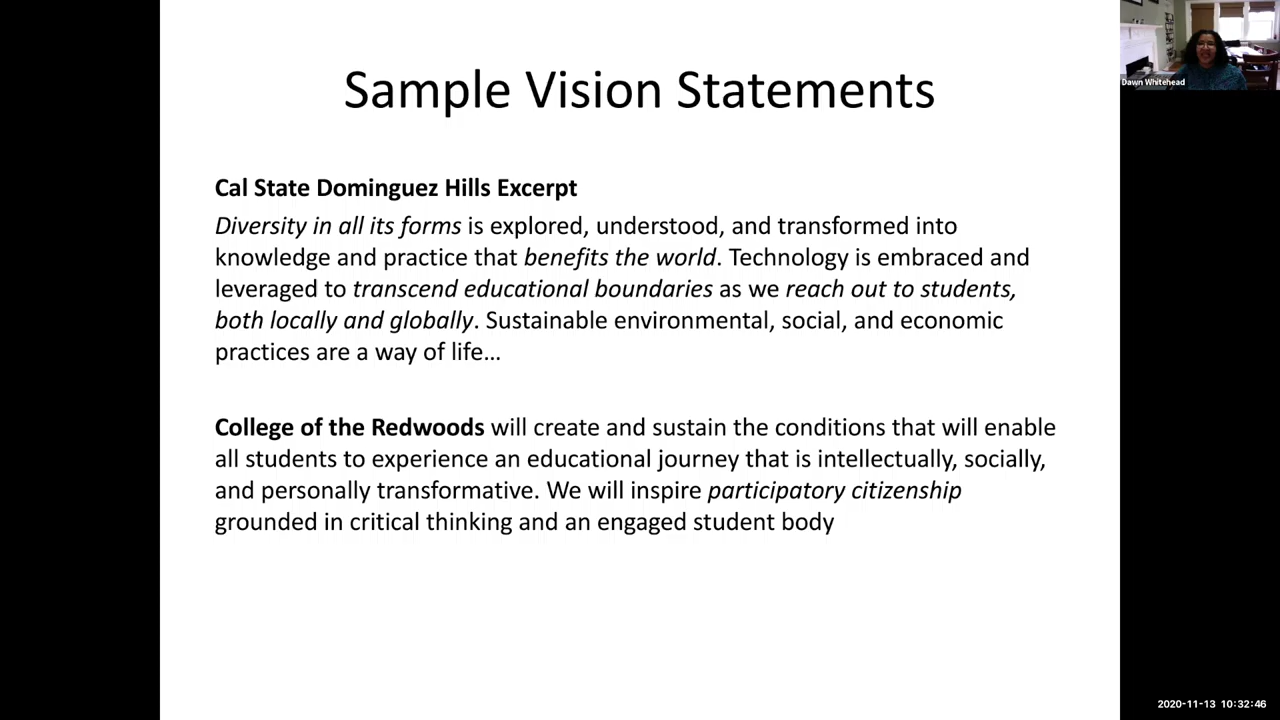 Sample Vision Statements
Dawn Whitehead
Cal State Dominguez Hills Excerpt
Diversity in all its forms is explored, understood, and transformed into
knowledge and practice that benefits the world. Technology is embraced and
leveraged to transcend educational boundaries as we reach out to students,
both locally and globally. Sustainable environmental, social, and economic
practices are a way of life…
College of the Redwoods will create and sustain the conditions that will enable
all students to experience an educational journey that is intellectually, socially,
and personally transformative. We will inspire participatory citizenship
grounded in critical thinking and an engaged student body
2020-11-13 10:32:46